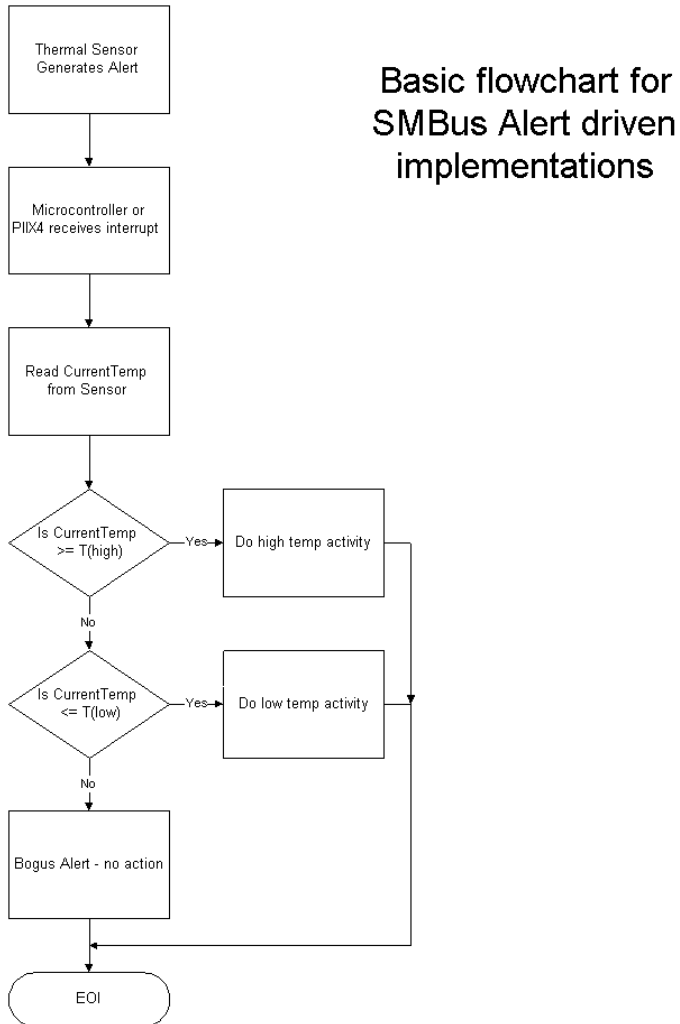 Thermal Sensor
Generates Alert
Basic flowchart for
SMBus Alert driven
implementations
Microcontroller or
PIIX4 receives interrupt
Read CurrentTemp
from Sensor
Is CurrentTemp
>= T(high)
Yes
Do high temp activity
No
Is CurrentTemp
<= T(low)
Yes
Do low temp activity
No
Bogus Alert - no action
EOI